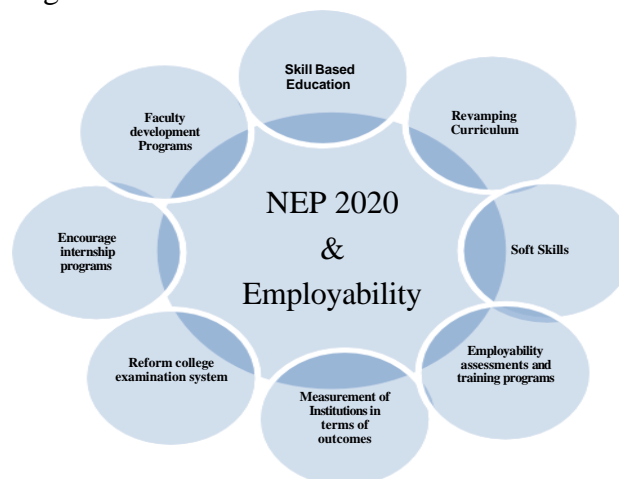 Skill Based
Education
Revamping
Curriculum
Soft Skills
Employability
assessments and
training programs
Measurement of
Institutions in
terms of
outcomes
Reform college
examination system
Encourage
internship
programs
Faculty
development
Programs
NEP 2020
&
Employability